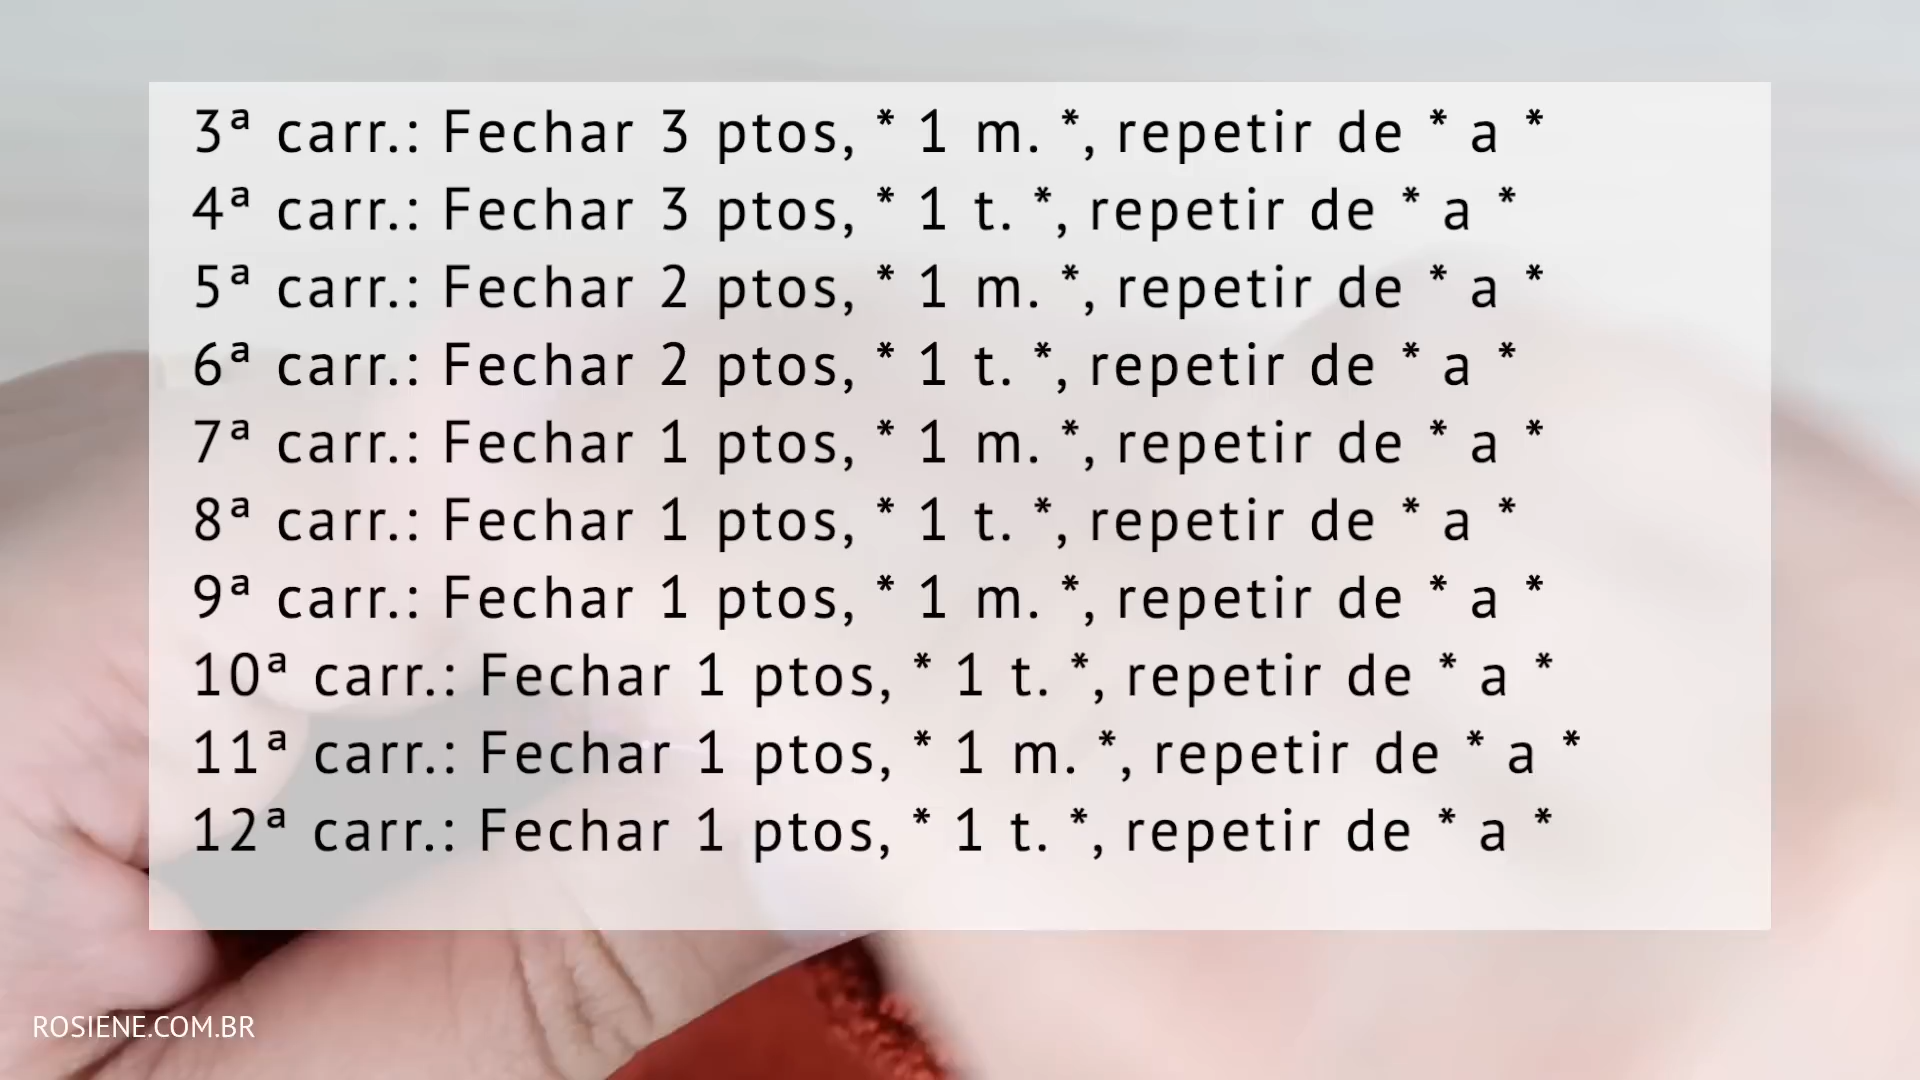 3ª carr.: Fechar 3 ptos, * 1 m. *, repetir de * a *
4ª carr.: Fechar 3 ptos, * 1 t. *, repetir de * a *
5ª carr.: Fechar 2 ptos, * 1 m. *, repetir de * a *
6ª carr.: Fechar 2 ptos, * 1 t. *, repetir de * a *
7ª carr.: Fechar 1 ptos, * 1 m. *, repetir de * a *
8ª carr.: Fechar 1 ptos, * 1 t. *, repetir de * a *
9ª carr.: Fechar 1 ptos, * 1 m. *, repetir de * a *
10ª carr.: Fechar 1 ptos, * 1 t. *, repetir de * a *
11ª carr.: Fechar 1 ptos, * 1 m. *, repetir de * a *
12ª carr.: Fechar 1 ptos, * 1 t. *, repetir de * a *
ROSIENE.COM.BR